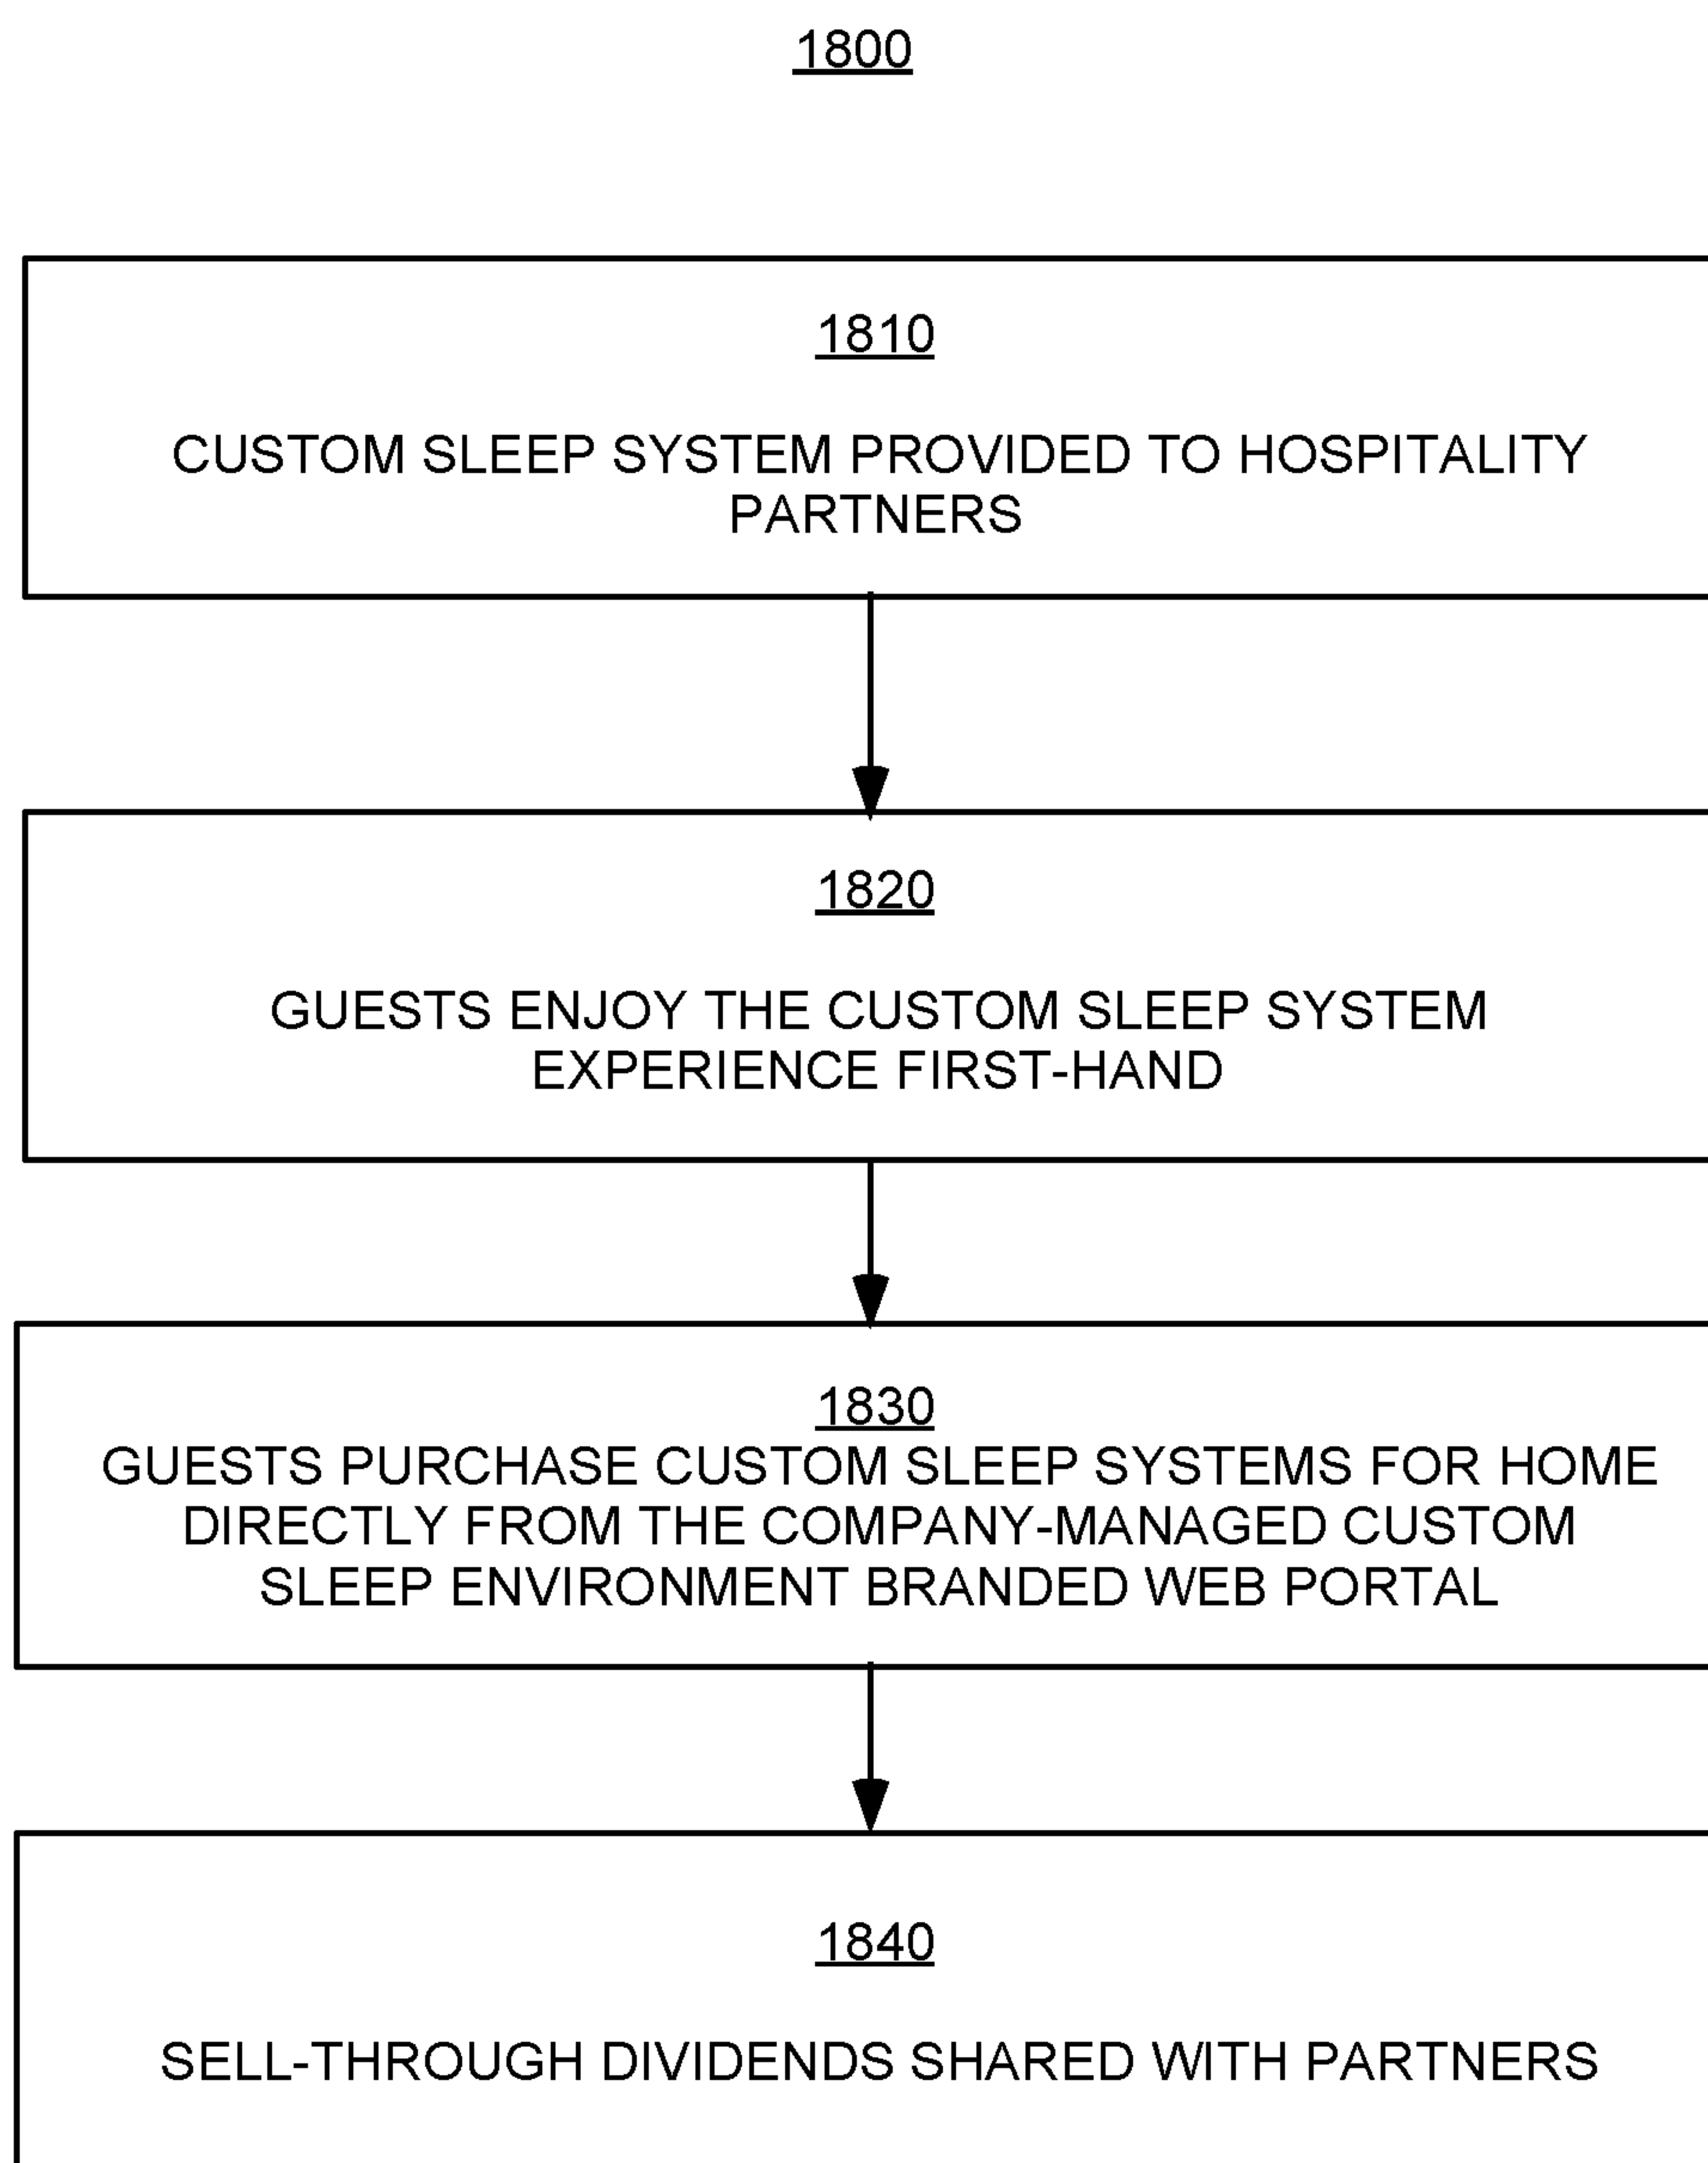 1800
1810
CUSTOM SLEEP SYSTEM PROVIDED TO HOSPITALITY
PARTNERS
1820
GUESTS ENJOY THE CUSTOM SLEEP SYSTEM
EXPERIENCE FIRST-HAND
1830
GUESTS PURCHASE CUSTOM SLEEP SYSTEMS FOR HOME
DIRECTLY FROM THE COMPANY-MANAGED CUSTOM
SLEEP ENVIRONMENT BRANDED WEB PORTAL
1840
SELL-THROUGH DIVIDENDS SHARED WITH PARTNERS